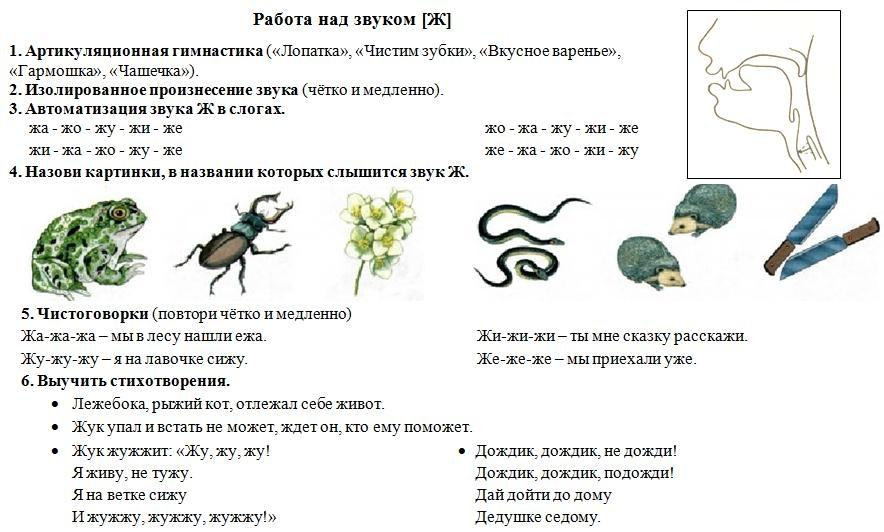 Работа над звуком [Ж]
1. Артикуляционная гимнастика («Лопатка», «Чистим зубки», «Вкусное варенье»,
«Гармошка», «Чашечка»).
2. Изолированное произнесение звука (чётко и медленно).
3. Автоматизация звука Ж в слогах.
жа - жо - жу - жи - же
жо - жа - жу - жи - же
жи - жа - жо - жу - же
же - жа - жо - жи - жу
4. Назови картинки, в названии которых слышится звук Ж.
5. Чистоговорки (повтори чётко и медленно)
Жа-жа-жа – мы в лесу нашли ежа.
Жи-жи-жи – ты мне сказку расскажи.
Жу-жу-жу – я на лавочке сижу.
Же-же-же – мы приехали уже.
6. Выучить стихотворения.
• Лежебока, рыжий кот, отлежал себе живот.
• Жук упал и встать не может, ждет он, кто ему поможет.
• Жук жужжит: «Жу, жу, жу!
Я живу, не тужу.
Я на ветке сижу
И жужжу, жужжу, жужжу!»
• Дождик, дождик, не дожди!
Дождик, дождик, подожди!
Дай дойти до дому
Дедушке седому.